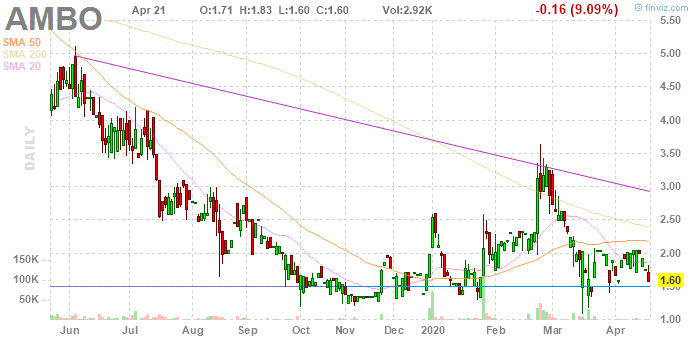 © finviz.com
AMBO
Apr 21 O:1.71 H:1.83 L:1.60 C:1.60 Vol:2.92K -0.16 (9.09%)
SMA 50
SMA 200
SMA 20
DAILY
5.50
5.00
4.50
4.00
3.50
3.00
2.50
2.00
1.60
1.50
1.00
150K
100K
50K
Jun Jul Aug Sep Oct Nov Dec 2020 Feb Mar Apr